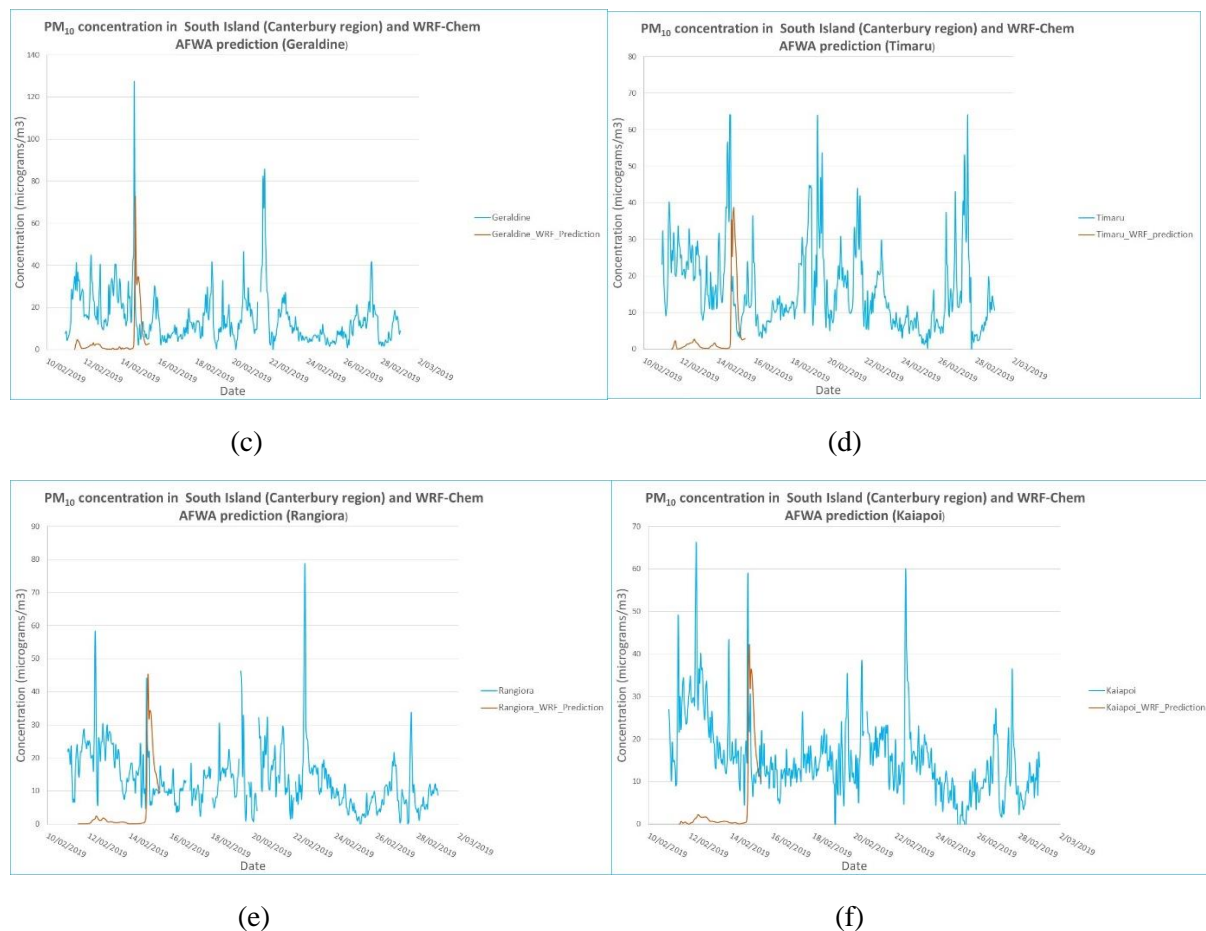 PM10 concentration in South Island (Canterbury region) and WRF-Chem
AFWA prediction (Geraldine)
Concentration (micrograms/m3)
140
120
100
80
60
40
20
0
10/02/2019
12/02/2019
14/02/2019
16/02/2019
18/02/2019
20/02/2019
22/02/2019
24/02/2019
26/02/2019
28/02/2019
2/03/2019
Date
Geraldine
Geraldine_WRF_Prediction
(c)
PM10 concentration in South Island (Canterbury region) and WRF-Chem
AFWA prediction (Timaru)
Concentration (micrograms/m3)
80
70
60
50
40
30
20
10
0
10/02/2019
12/02/2019
14/02/2019
16/02/2019
18/02/2019
20/02/2019
22/02/2019
24/02/2019
26/02/2019
28/02/2019
2/03/2019
Date
Timaru
Timaru_WRF_prediction
(d)
PM10 concentration in South Island (Canterbury region) and WRF-Chem
AFWA prediction (Rangiora)
Concentration (micrograms/m3)
90
80
70
60
50
40
30
20
10
0
10/02/2019
12/02/2019
14/02/2019
16/02/2019
18/02/2019
20/02/2019
22/02/2019
24/02/2019
26/02/2019
28/02/2019
2/03/2019
Date
Rangiora
Rangiora_WRF_Prediction
(e)
PM10 concentration in South Island (Canterbury region) and WRF-Chem
AFWA prediction (Kaiapoi)
Concentration (micrograms/m3)
70
60
50
40
30
20
10
0
10/02/2019
12/02/2019
14/02/2019
16/02/2019
18/02/2019
20/02/2019
22/02/2019
24/02/2019
26/02/2019
28/02/2019
2/03/2019
Date
Kaiapoi
Kaiapoi_WRF_Prediction
(f)